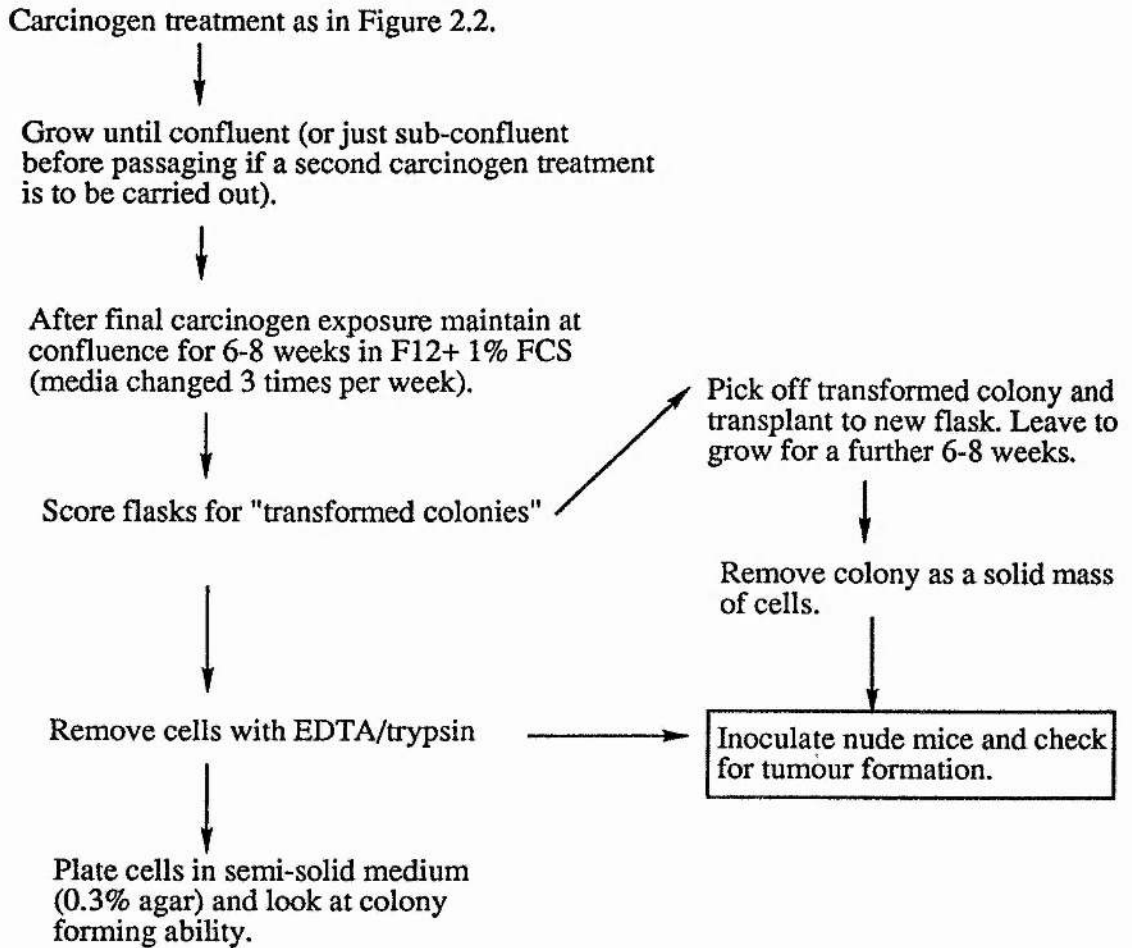 Carcinogen treatment as in Figure 2.2.
Grow until confluent (or just sub-confluent
before passaging if a second carcinogen treatment
is to be carried out).
After final carcinogen exposure maintain at
confluence for 6-8 weeks in F12+ 1% FCS
(media changed 3 times per week).
Score flasks for "transformed colonies"
Pick off transformed colony and
transplant to new flask. Leave to
grow for a further 6-8 weeks.
Remove colony as a solid mass
of cells.
Remove cells with EDTA/trypsin
Inoculate nude mice and check
for tumour formation.
Plate cells in semi-solid medium
(0.3% agar) and look at colony
forming ability.